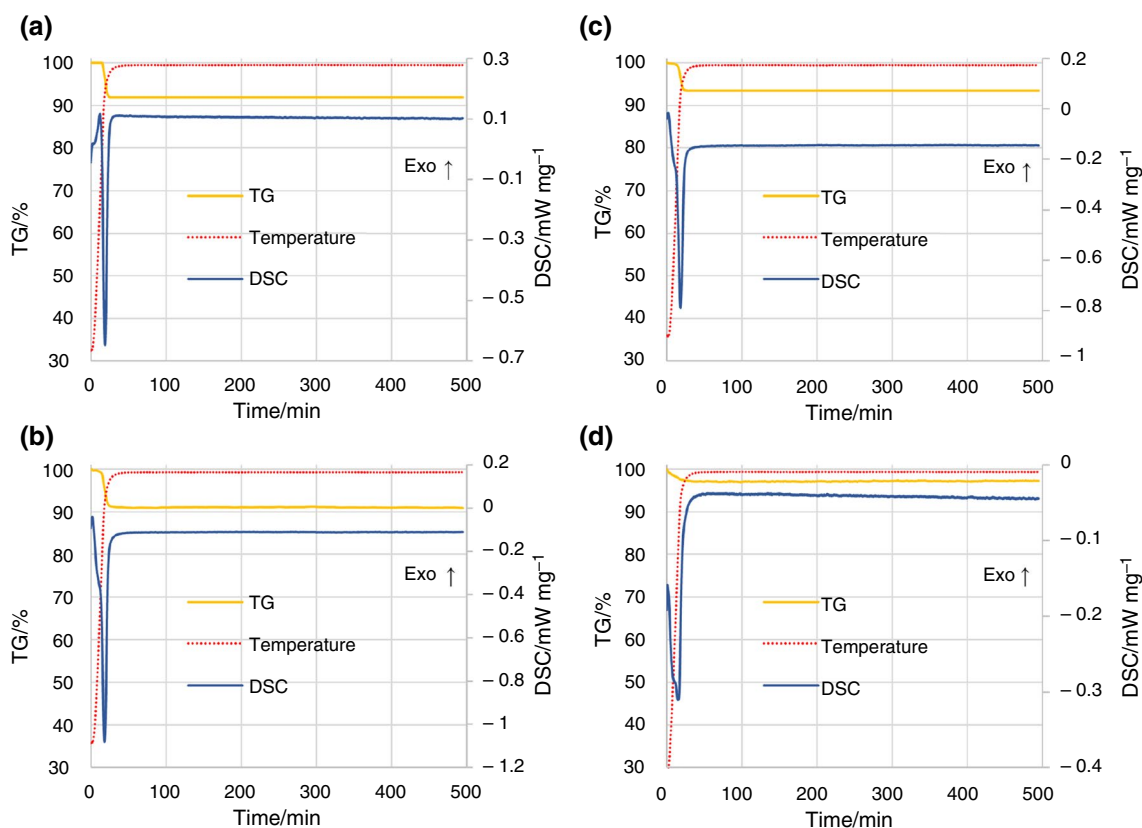 (a)
100
90
80
70
60
50
40
30
TG/%
0.3
0.1
– 0.1
– 0.3
– 0.5
– 0.7
DSC/mW mg–1
Exo ↑
TG
Temperature
DSC
0 100 200 300 400 500
Time/min
(c)
100
90
80
70
60
50
40
30
TG/%
0.2
0
– 0.2
– 0.4
– 0.6
– 0.8
– 1
DSC/mW mg–1
Exo ↑
TG
Temperature
DSC
0 100 200 300 400 500
Time/min
(b)
100
90
80
70
60
50
40
30
TG/%
0.2
0
– 0.2
– 0.4
– 0.6
– 0.8
– 1
– 1.2
DSC/mW mg–1
Exo ↑
TG
Temperature
DSC
0 100 200 300 400 500
Time/min
(d)
100
90
80
70
60
50
40
30
TG/%
0
– 0.1
– 0.2
– 0.3
– 0.4
DSC/mW mg–1
Exo ↑
TG
Temperature
DSC
0 100 200 300 400 500
Time/min